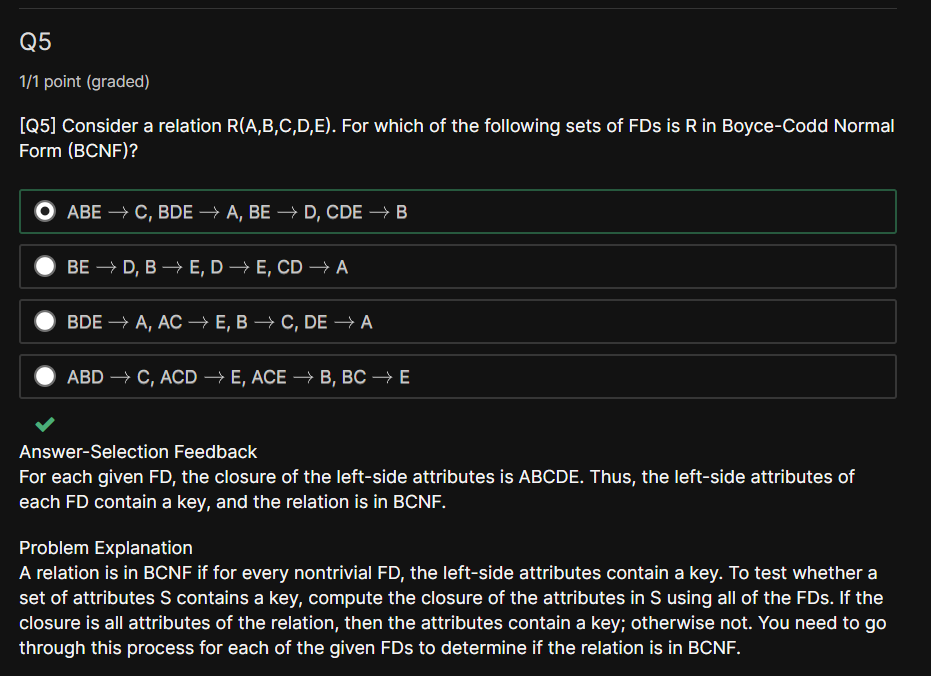 Q5
1/1 point (graded)
[Q5] Consider a relation R(A,B,C,D,E). For which of the following sets of FDs is R in Boyce-Codd Normal
Form (BCNF)?
ABE → C, BDE → A, BE → D, CDE → B
BE → D, B → E, D → E, CD → A
BDE → A, AC → E, B → C, DE → A
ABD → C, ACD → E, ACE → B, BC → E
Answer-Selection Feedback
For each given FD, the closure of the left-side attributes is ABCDE. Thus, the left-side attributes of
each FD contain a key, and the relation is in BCNF.
Problem Explanation
A relation is in BCNF if for every nontrivial FD, the left-side attributes contain a key. To test whether a
set of attributes S contains a key, compute the closure of the attributes in S using all of the FDs. If the
closure is all attributes of the relation, then the attributes contain a key; otherwise not. You need to go
through this process for each of the given FDs to determine if the relation is in BCNF.